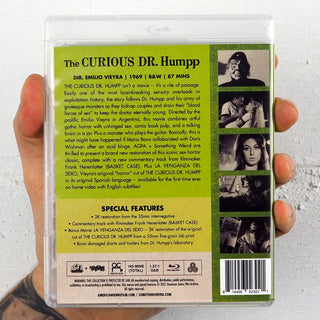 The CURIOUS DR. Humpp
DIR. EMILIO VIEYRA | 1969 | B&W | 87 MINS
THE CURIOUS DR. HUMPP isn't a movie – it's a rite of passage.
Easily one of the most brainbreaking sensory overloads in
exploitation history, the story follows Dr. Humpp and his army of
grotesque monsters as they kidnap couples and drain their "blood
forces of sex" to keep the doctor eternally young. Directed by the
prolific Emilio Vieyra in Argentina, this movie combines artful
gothic horror with unhinged sex, comic book pulp, and a talking
brain in a jar. Plus a monster who plays the guitar. Basically, this is
what might have happened if Mario Bava collaborated with Doris
Wishman after an acid binge. AGFA + Something Weird are
thrilled to present a brand new restoration of this iconic sex-horror
classic, complete with a new commentary track from filmmaker
Frank Henenlotter (BASKET CASE). Plus LA VENGANZA DEL
SEXO, Vieyra's original "horror" cut of THE CURIOUS DR. HUMPP
in its original Spanish language – available for the first time ever
on home video with English subtitles!
SPECIAL FEATURES
• 2K restoration from the 35mm internegative
• Commentary track with filmmaker Frank Henenlotter (BASKET CASE)
• Bonus Movie: LA VENGANZA DEL SEXO – 2K restoration of the original
cut of THE CURIOUS DR. HUMPP from a 35mm fine grain lab print
• Brain damaged shorts and trailers from Dr. Humpp's laboratory
AMERICANGENREFILM.COM / SOMETHINGWEIRD.COM